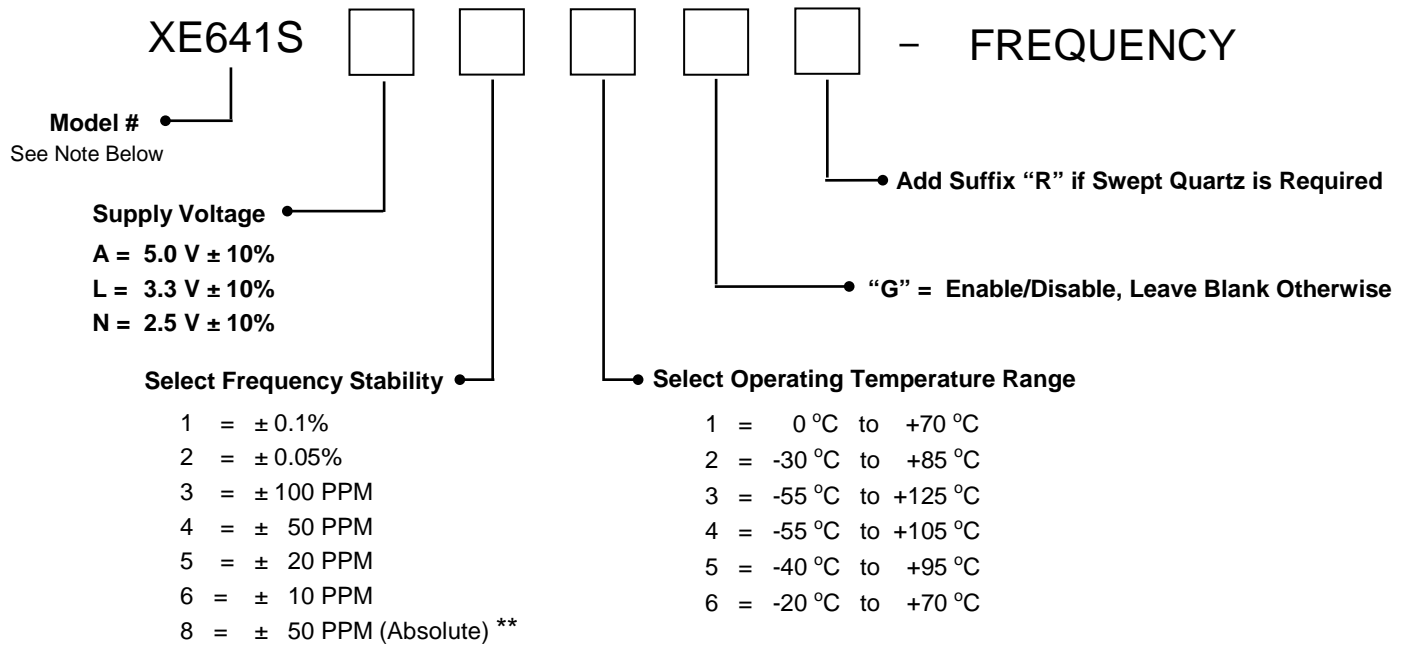 XE641S – FREQUENCY
Model #
See Note Below
Add Suffix “R” if Swept Quartz is Required
Supply Voltage
A = 5.0 V ± 10%
L = 3.3 V ± 10%
N = 2.5 V ± 10%
“G” = Enable/Disable, Leave Blank Otherwise
Select Frequency Stability
1 = ± 0.1%
2 = ± 0.05%
3 = ± 100 PPM
4 = ± 50 PPM
5 = ± 20 PPM
6 = ± 10 PPM
8 = ± 50 PPM (Absolute) **
Select Operating Temperature Range
1 = 0 °C to +70 °C
2 = -30 °C to +85 °C
3 = -55 °C to +125 °C
4 = -55 °C to +105 °C
5 = -40 °C to +95 °C
6 = -20 °C to +70 °C